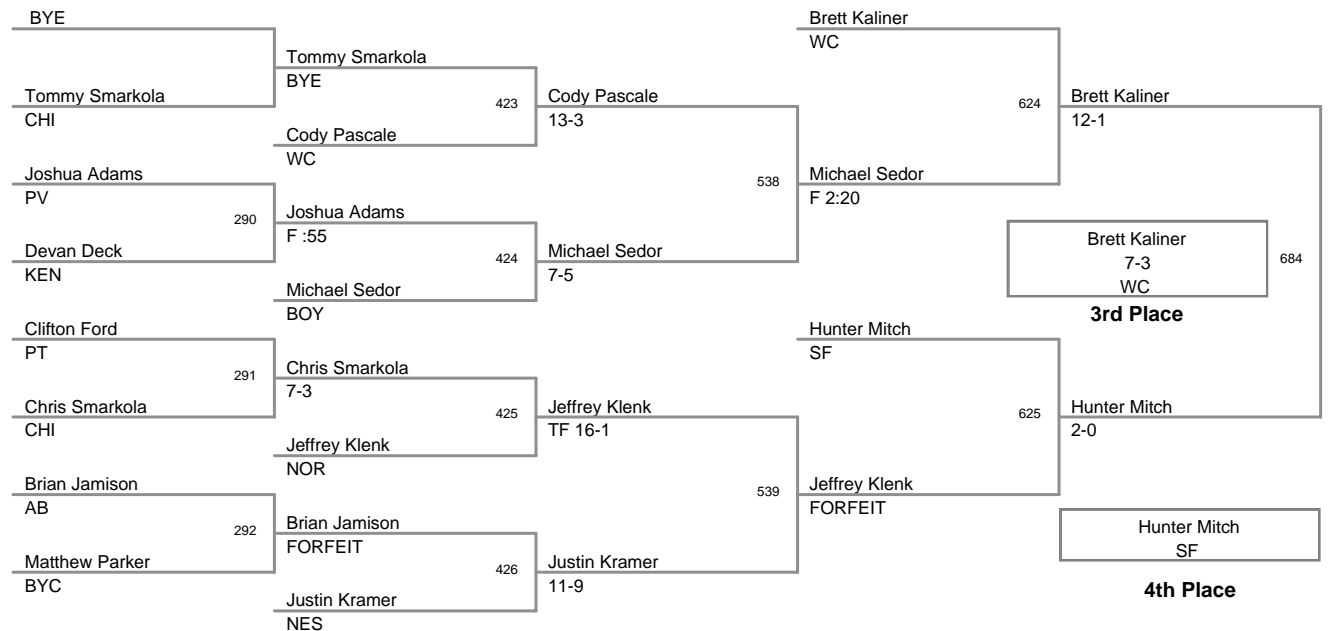 BYE
Tommy Smarkola
CHI
Joshua Adams
PV
290
Devan Deck
KEN
Clifton Ford
PT
291
Chris Smarkola
CHI
Brian Jamison
AB
292
Matthew Parker
BYC
Tommy Smarkola
BYE
423
Cody Pascale
WC
Joshua Adams
F :55
424
Michael Sedor
BOY
Chris Smarkola
7-3
425
Jeffrey Klenk
NOR
Brian Jamison
FORFEIT
426
Justin Kramer
NES
Cody Pascale
13-3
538
Michael Sedor
7-5
Jeffrey Klenk
TF 16-1
539
Justin Kramer
11-9
Brett Kaliner
WC
624
Michael Sedor
F 2:20
Hunter Mitch
SF
625
Jeffrey Klenk
FORFEIT
Brett Kaliner
12-1
684
Hunter Mitch
2-0
Brett Kaliner
7-3
WC
3rd Place
Hunter Mitch
SF
4th Place